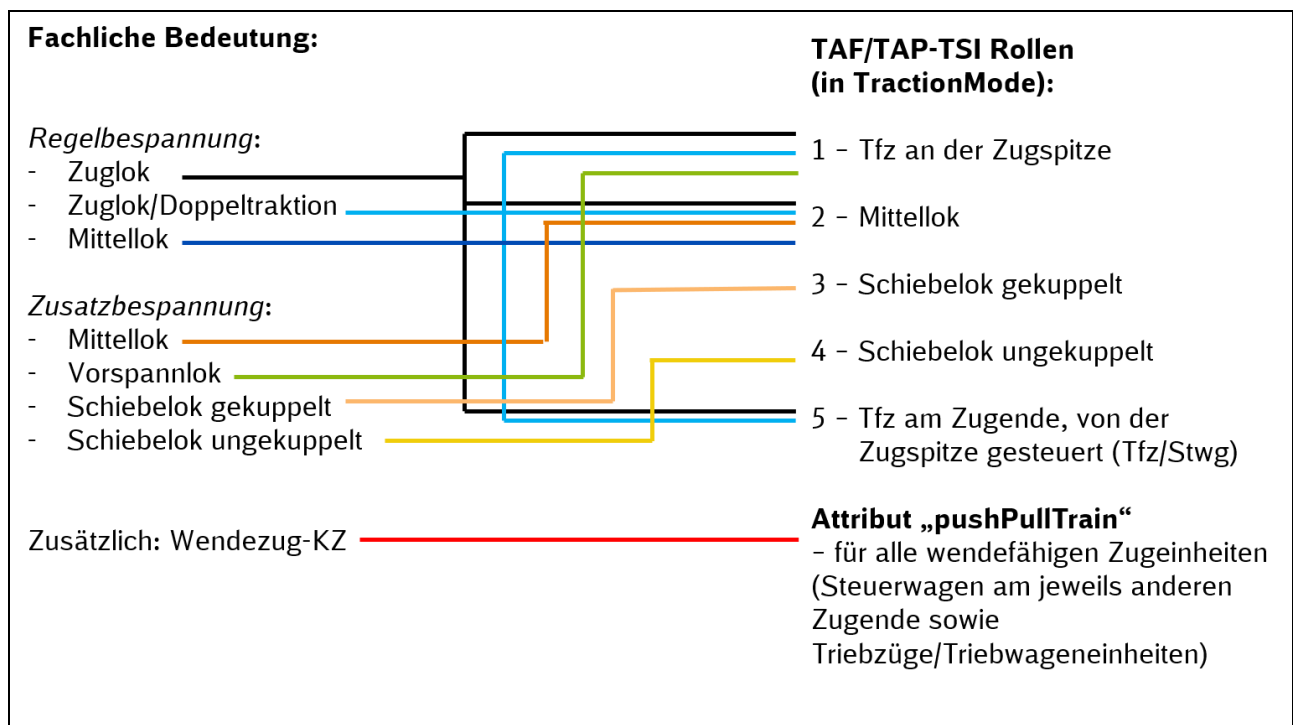 Fachliche Bedeutung:
Regelbespannung:
- Zuglok
- Zuglok/Doppeltraktion
- Mittellok
Zusatzbespannung:
- Mittellok
- Vorspannlok
- Schiebelok gekuppelt
- Schiebelok ungekuppelt
Zusätzlich: Wendezug-KZ
TAF/TAP-TSI Rollen
(in TractionMode):
1 – Tfz an der Zugspitze
2 – Mittellok
3 – Schiebelok gekuppelt
4 – Schiebelok ungekuppelt
5 – Tfz am Zugende, von der
Zugspitze gesteuert (Tfz/Stwg)
Attribut „pushPullTrain“
– für alle wendefähigen Zugeinheiten
(Steuerwagen am jeweils anderen
Zugende sowie
Triebzüge/Triebwageneinheiten)